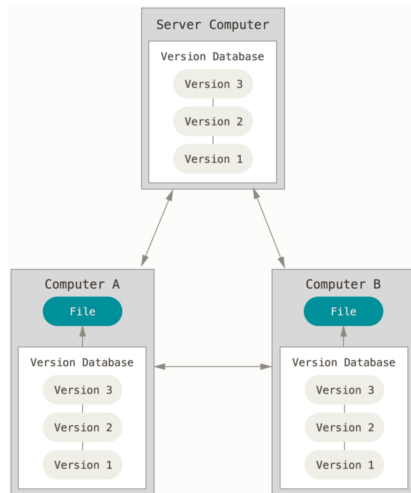 Server Computer
Version Database
Version 3
Version 2
Version 1
Computer A
File
Version Database
Version 3
Version 2
Version 1
Computer B
File
Version Database
Version 3
Version 2
Version 1